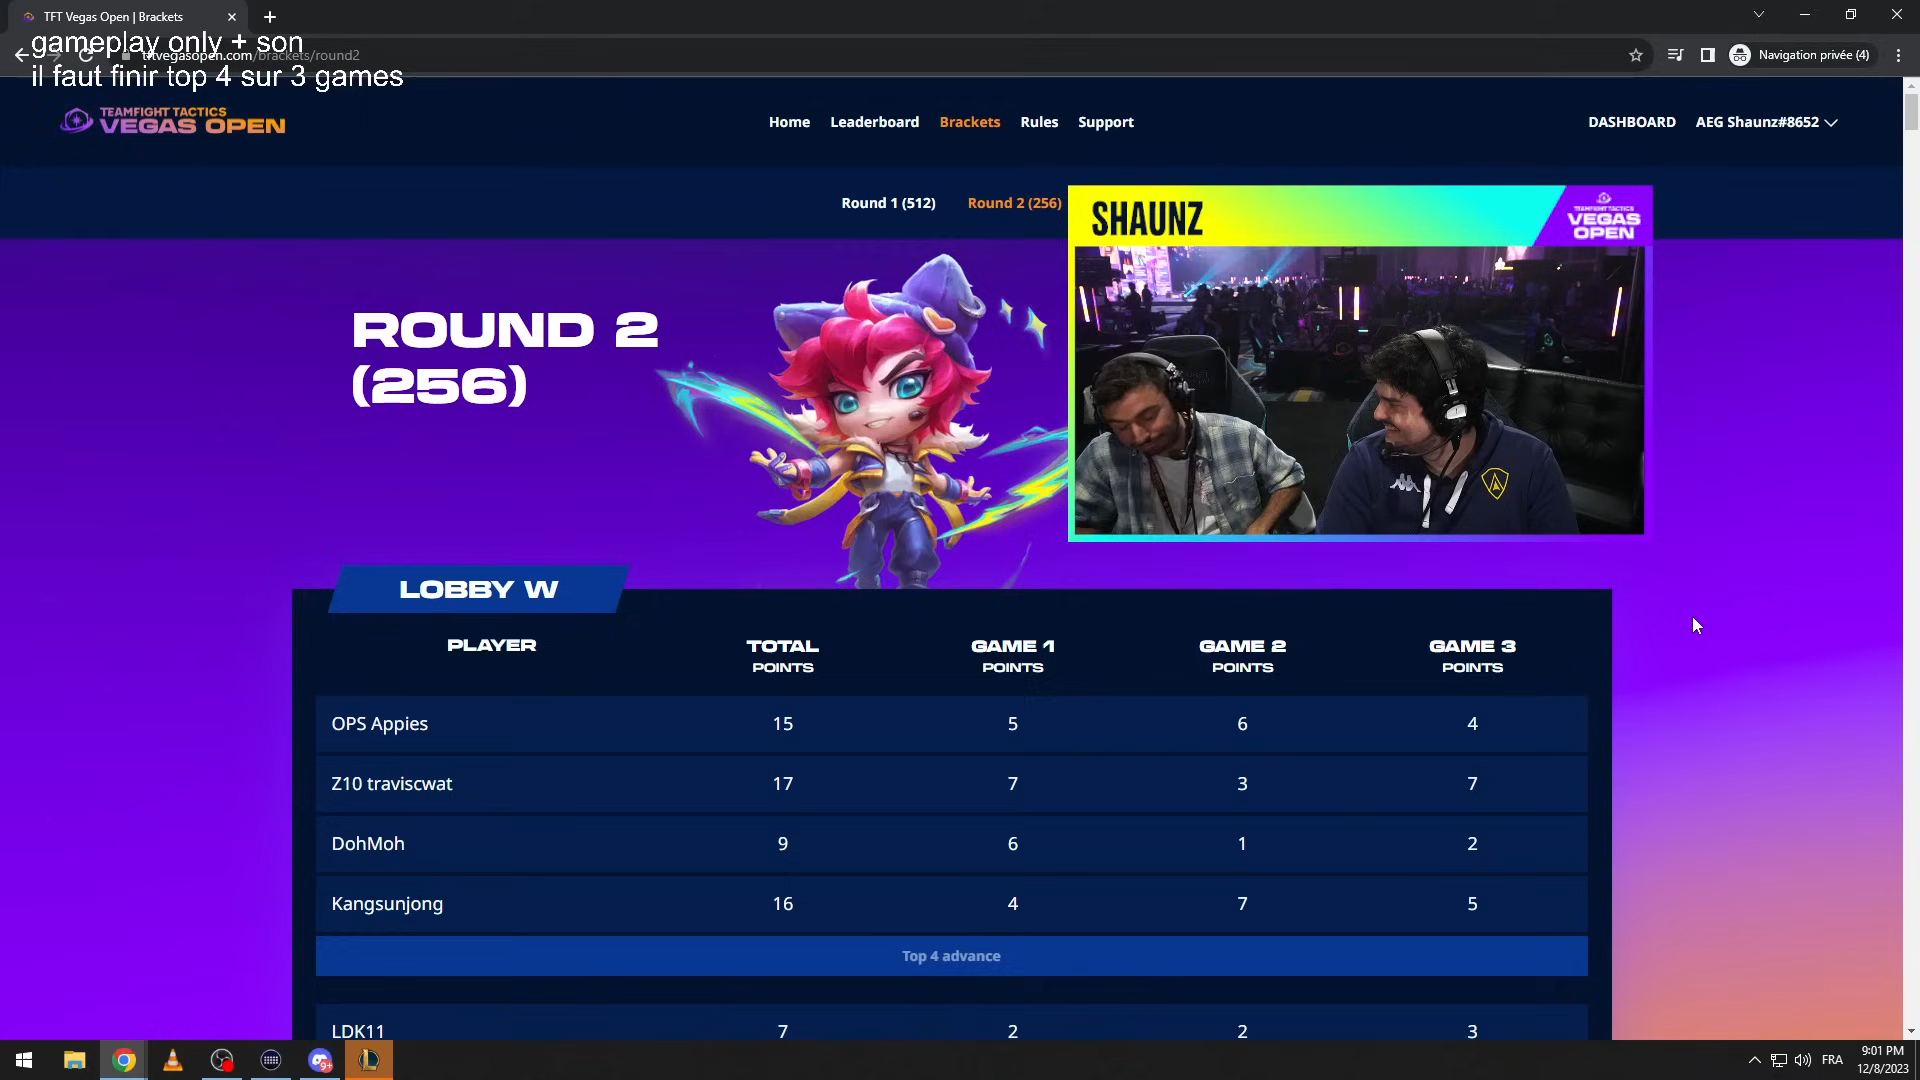 TFT Vegas Open | Brackets
gameplay only + son
tftvegasopen.com/brackets/round2
Navigation privée (4)
il faut finir top 4 sur 3 games
TEAMFIGHT TACTICS
VEGAS OPEN
Home
Leaderboard
Brackets
Rules
Support
DASHBOARD
AEG Shaunz#8652
Round 1 (512)
Round 2 (256)
SHAUNZ
TEAMFIGHT TACTICS
VEGAS
OPEN
ROUND 2
(256)
LOBBY W
PLAYER
TOTAL
POINTS
GAME 1
POINTS
GAME 2
POINTS
GAME 3
POINTS
OPS Appies 15 5 6 4
Z10 traviscwat 17 7 3 7
DohMoh 9 6 1 2
Kangsunjong 16 4 7 5
Top 4 advance
LDK11 7 2 2 3
9+
FRA
9:01 PM
12/8/2023